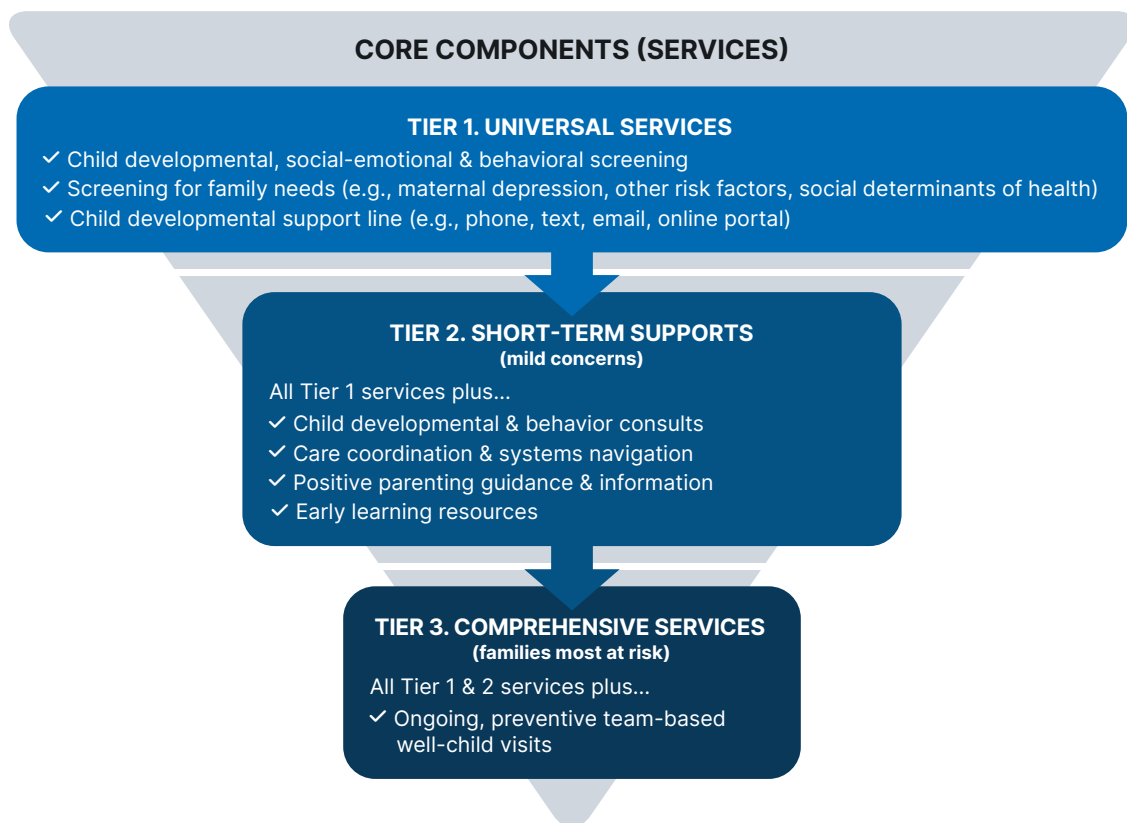 CORE COMPONENTS (SERVICES)
TIER 1. UNIVERSAL SERVICES
✓ Child developmental, social-emotional & behavioral screening
✓ Screening for family needs (e.g., maternal depression, other risk factors, social determinants of health)
✓ Child developmental support line (e.g., phone, text, email, online portal)
TIER 2. SHORT-TERM SUPPORTS
(mild concerns)
All Tier 1 services plus...
✓ Child developmental & behavior consults
✓ Care coordination & systems navigation
✓ Positive parenting guidance & information
✓ Early learning resources
TIER 3. COMPREHENSIVE SERVICES
(families most at risk)
All Tier 1 & 2 services plus...
✓ Ongoing, preventive team-based
well-child visits